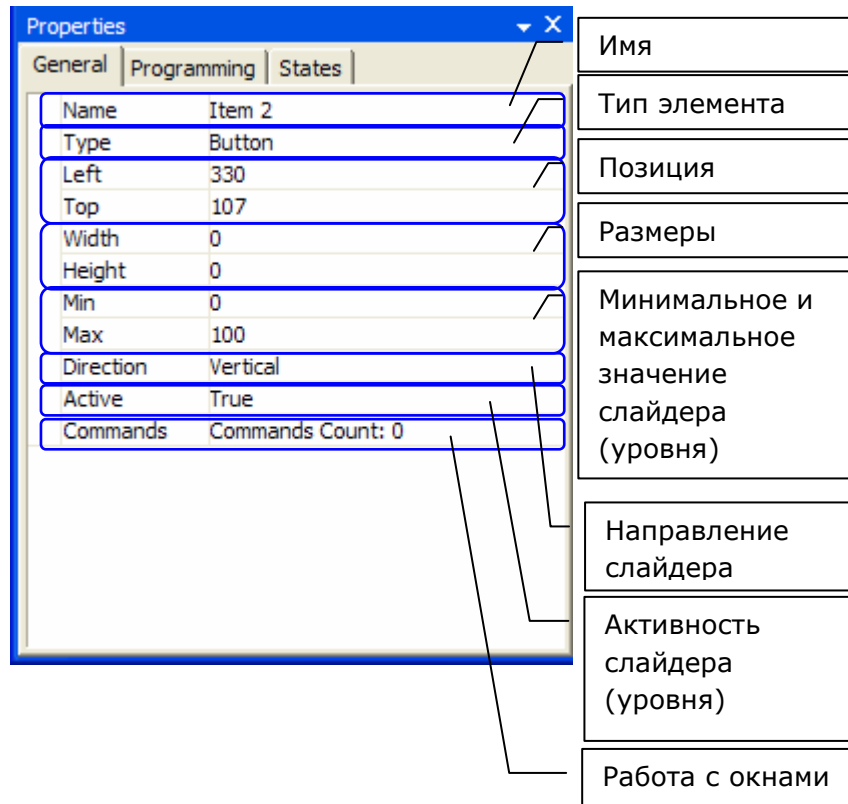 Properties
General Programming States
Name Item 2
Type Button
Left 330
Top 107
Width 0
Height 0
Min 0
Max 100
Direction Vertical
Active True
Commands Commands Count: 0
Имя
Тип элемента
Позиция
Размеры
Минимальное и
максимальное
значение
слайдера
(уровня)
Направление
слайдера
Активность
слайдера
(уровня)
Работа с окнами